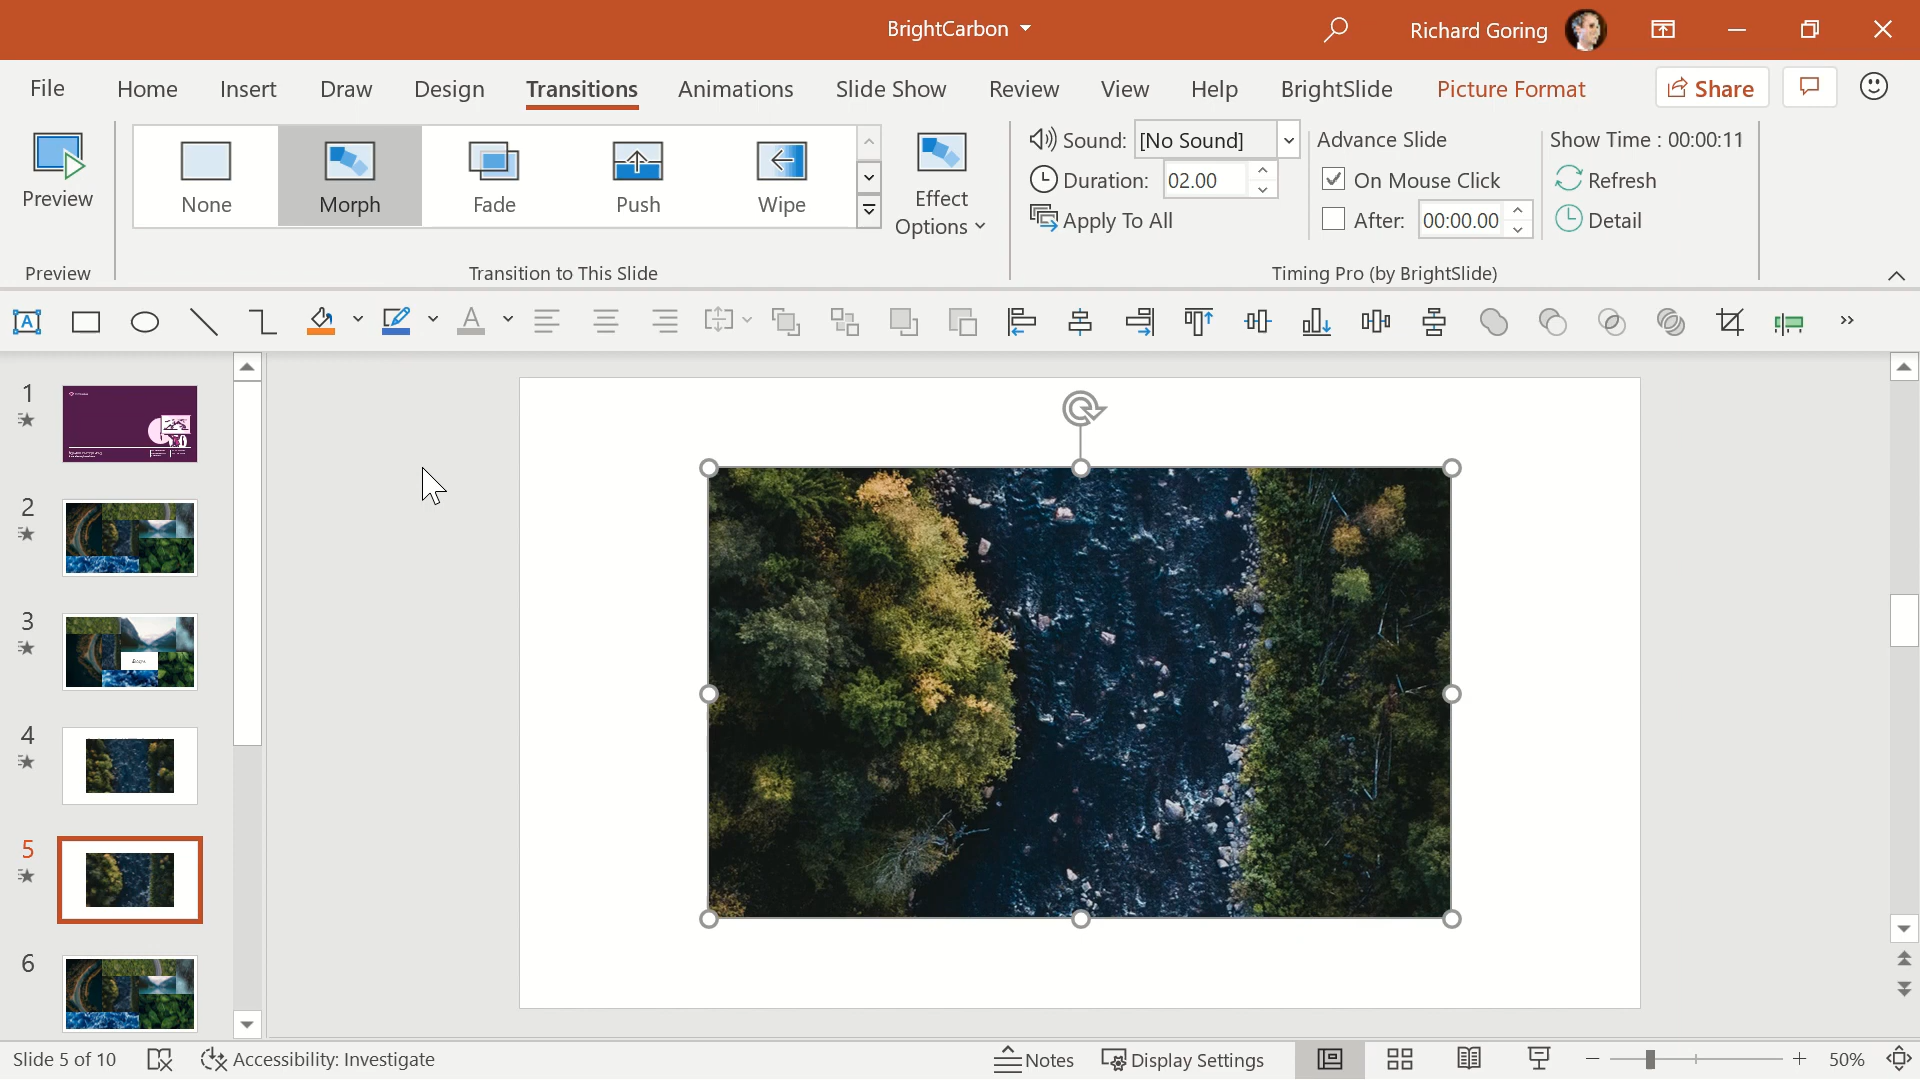 BrightCarbon
Richard Goring
File Home Insert Draw Design Transitions Animations Slide Show Review View Help BrightSlide Picture Format Share
Preview
None Morph Fade Push Wipe
Effect Options
Sound: [No Sound]
Duration: 02.00
Apply To All
Advance Slide
On Mouse Click
After: 00:00.00
Show Time : 00:00:11
Refresh
Detail
Preview Transition to This Slide Timing Pro (by BrightSlide)
A A
1
2
3
4
5
6
Slide 5 of 10 Accessibility: Investigate Notes Display Settings 50%